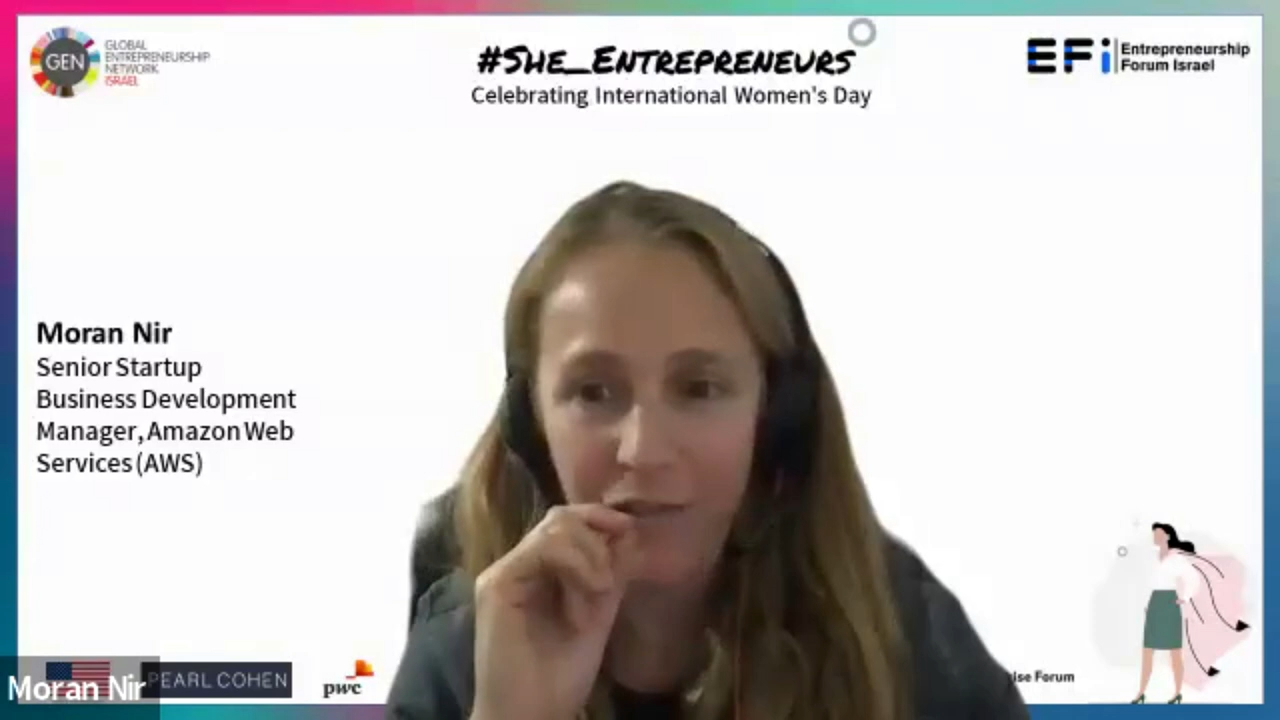 GEN
GLOBAL
ENTREPRENEURSHIP
NETWORK
ISRAEL
#SHE_ENTREPRENEURS
Celebrating International Women's Day
EFi
Entrepreneurship
Forum Israel
Moran Nir
Senior Startup
Business Development
Manager, Amazon Web
Services (AWS)
PEARL COHEN
pwc
Forum
Moran Nir